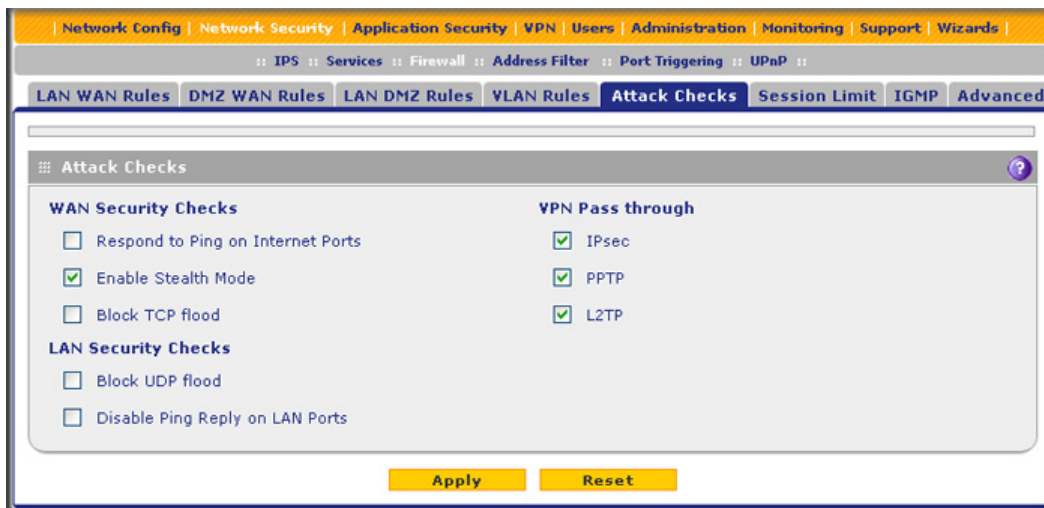 | Network Config | Network Security | Application Security | VPN | Users | Administration | Monitoring | Support | Wizards |
:: IPS :: Services :: Firewall :: Address Filter :: Port Triggering :: UPnP ::
LAN WAN Rules DMZ WAN Rules LAN DMZ Rules VLAN Rules Attack Checks Session Limit IGMP Advanced
Attack Checks ?
WAN Security Checks
Respond to Ping on Internet Ports
Enable Stealth Mode
Block TCP flood
LAN Security Checks
Block UDP flood
Disable Ping Reply on LAN Ports
VPN Pass through
IPsec
PPTP
L2TP
Apply Reset